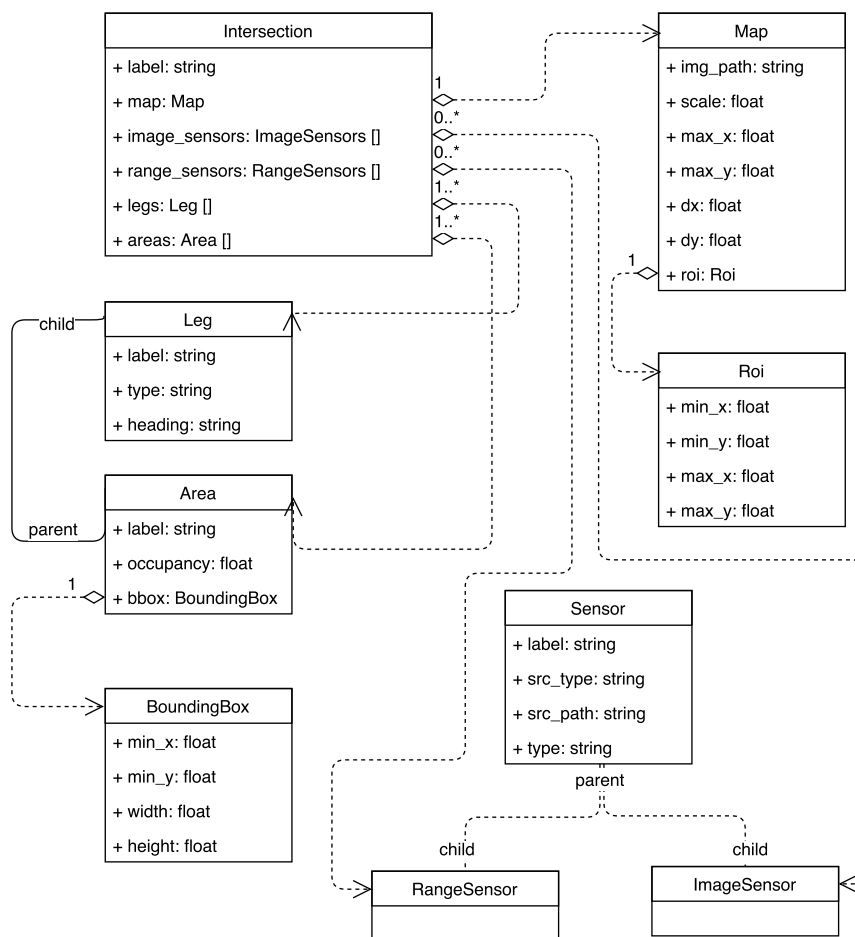 Intersection
+ label: string
+ map: Map
+ image_sensors: ImageSensors []
+ range_sensors: RangeSensors []
+ legs: Leg []
+ areas: Area []
1
0..*
0..*
1..*
1..*
Map
+ img_path: string
+ scale: float
+ max_x: float
+ max_y: float
+ dx: float
+ dy: float
+ roi: Roi
1
child
Leg
+ label: string
+ type: string
+ heading: string
Roi
+ min_x: float
+ min_y: float
+ max_x: float
+ max_y: float
parent
Area
+ label: string
+ occupancy: float
+ bbox: BoundingBox
1
Sensor
+ label: string
+ src_type: string
+ src_path: string
+ type: string
parent
BoundingBox
+ min_x: float
+ min_y: float
+ width: float
+ height: float
child
child
RangeSensor
ImageSensor